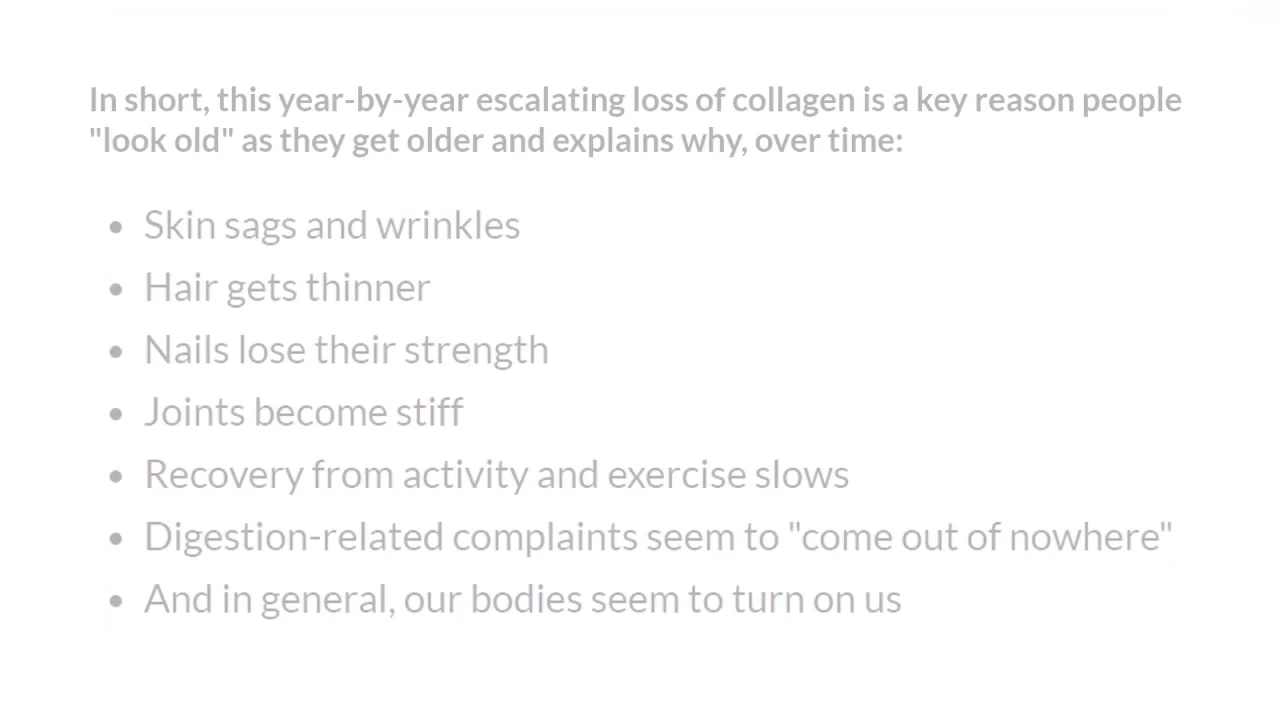 In short, this year-by-year escalating loss of collagen is a key reason people
"look old" as they get older and explains why, over time:
• Skin sags and wrinkles
• Hair gets thinner
• Nails lose their strength
• Joints become stiff
• Recovery from activity and exercise slows
• Digestion-related complaints seem to "come out of nowhere"
• And in general, our bodies seem to turn on us